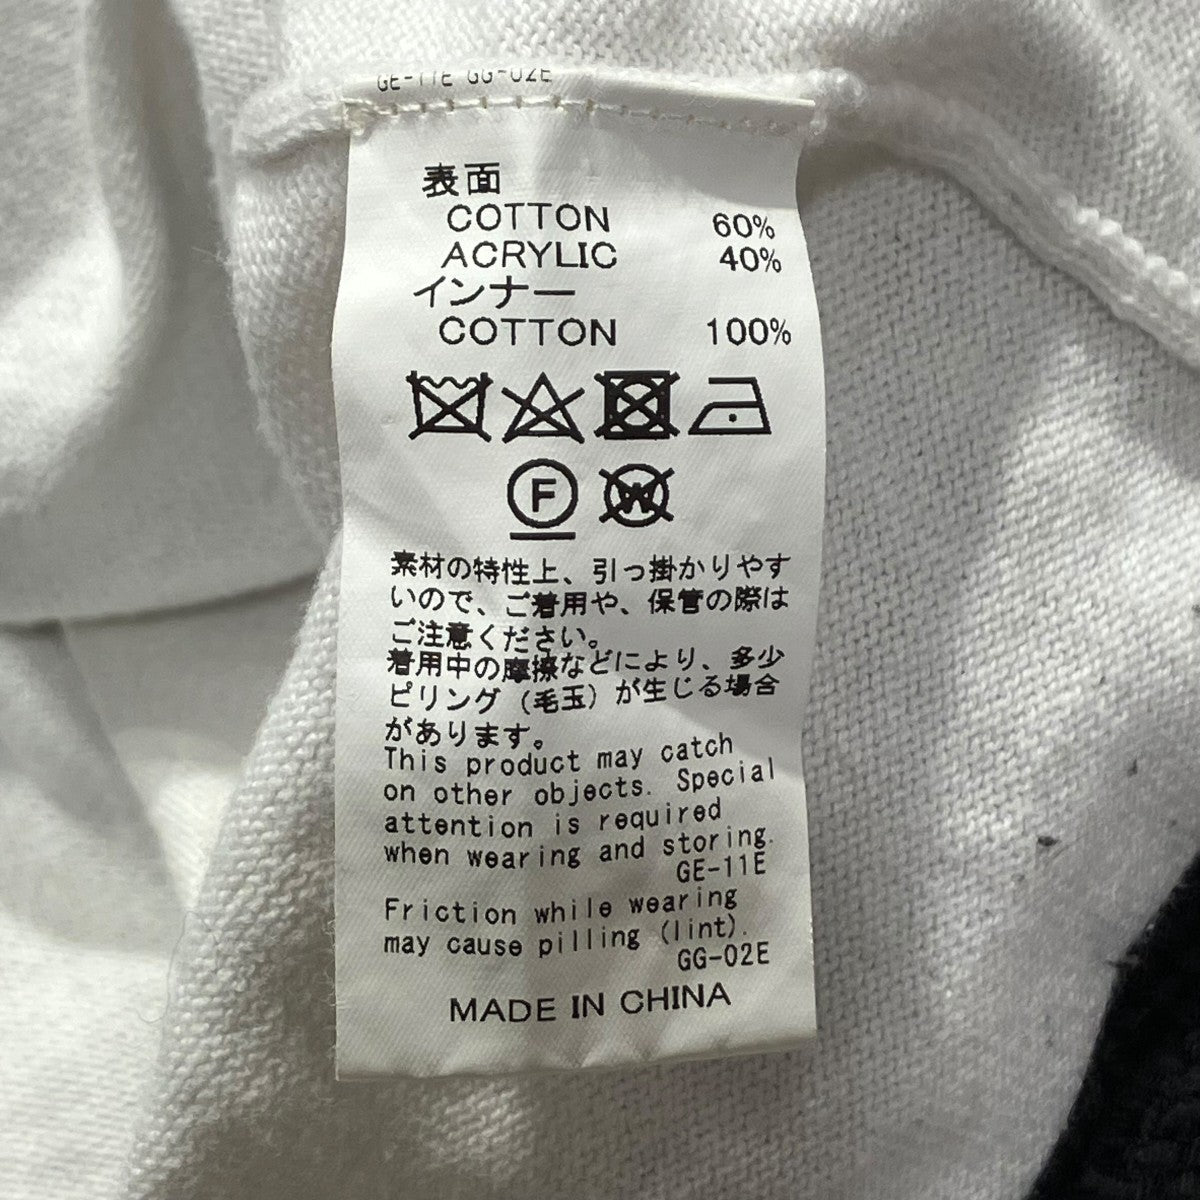 GE-11E GG-02E
表面
COTTON 60%
ACRYLIC 40%
インナー
COTTON 100%
F W
素材の特性上、引っ掛かりやす
いので、ご着用や、保管の際は
ご注意ください。
着用中の摩擦などにより、多少
ピリング（毛玉）が生じる場合
があります。
This product may catch
on other objects. Special
attention is required
when wearing and storing.
GE-11E
Friction while wearing
may cause pilling (lint).
GG-02E
MADE IN CHINA